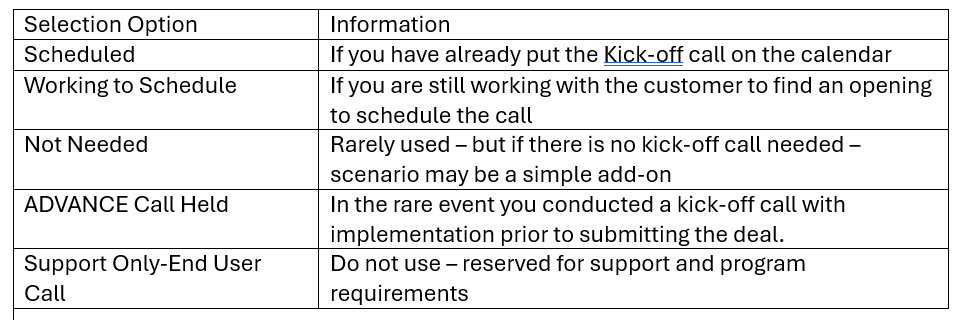 Selection Option
Information
Scheduled
If you have already put the Kick-off call on the calendar
Working to Schedule
If you are still working with the customer to find an opening
to schedule the call
Not Needed
Rarely used – but if there is no kick-off call needed –
scenario may be a simple add-on
ADVANCE Call Held
In the rare event you conducted a kick-off call with
implementation prior to submitting the deal.
Support Only-End User
Call
Do not use – reserved for support and program
requirements